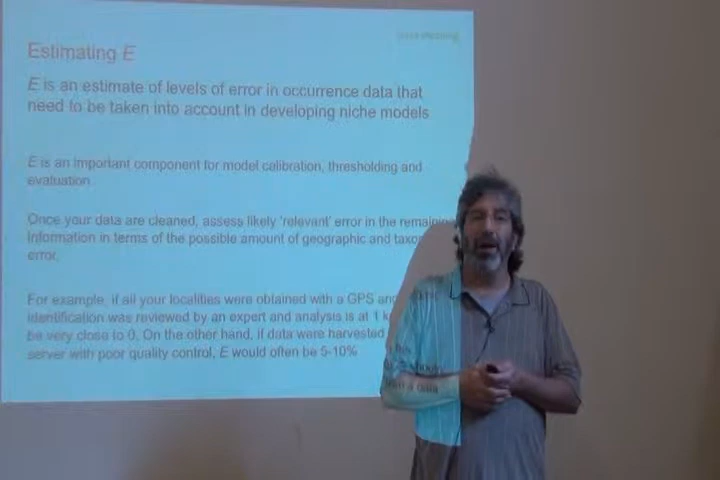 Estimating E
E is an estimate of levels of error in occurrence data that
need to be taken into account in developing niche models
E is an important component for model calibration, thresholding and
evaluation
Once your data are cleaned, assess likely 'relevant' error in the remaining
information in terms of the possible amount of geographic and
error.
For example, if all your localities were obtained with a GPS and
identification was reviewed by an expert and analysis is at 1
be very close to 0. On the other hand, if data were harvested
server with poor quality control, E would often be 5-10%